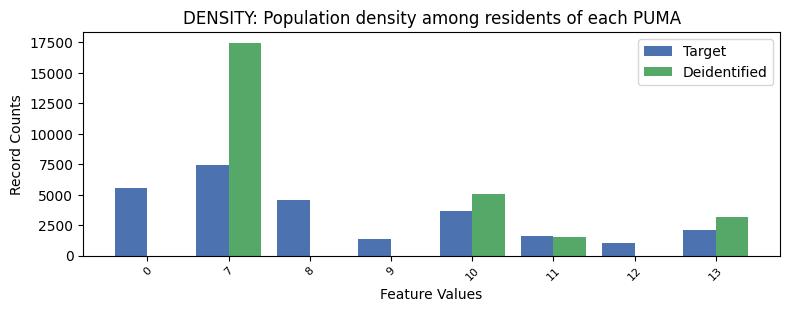 DENSITY: Population density among residents of each PUMA
Target
Deidentified
Record Counts
17500
15000
12500
10000
7500
5000
2500
0
0 7 8 9 10 11 12 13
Feature Values